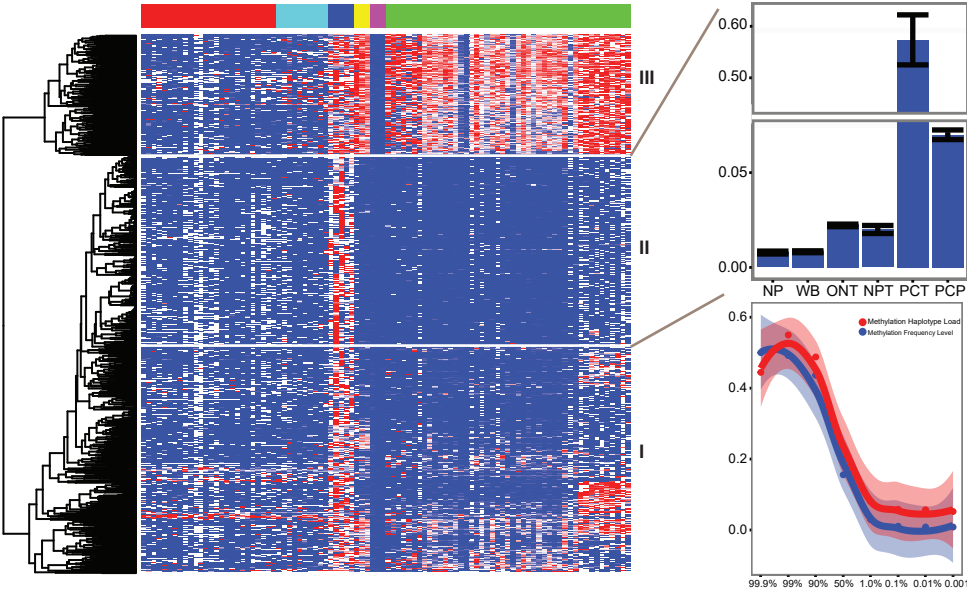 III
II
I
0.60
0.50
0.05
0.00
NP WB ONT NPT PCT PCP
0.6
0.4
0.2
0.0
Methylation Haplotype Load
Methylation Frequency Level
99.9% 99% 90% 50% 1.0% 0.1% 0.01% 0.001